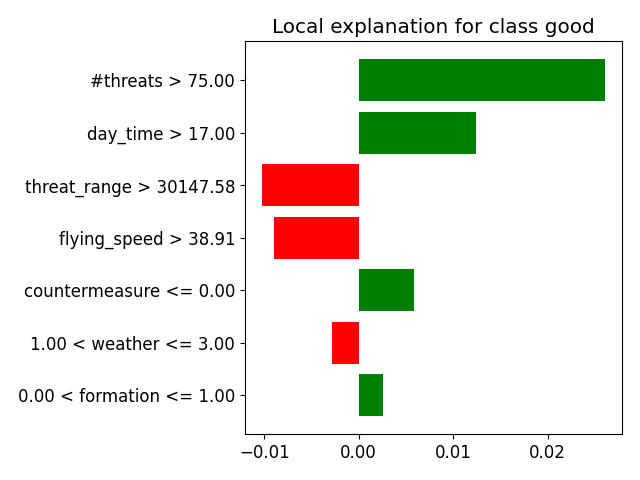 Local explanation for class good
#threats > 75.00
day_time > 17.00
threat_range > 30147.58
flying_speed > 38.91
countermeasure <= 0.00
1.00 < weather <= 3.00
0.00 < formation <= 1.00
−0.01 0.00 0.01 0.02